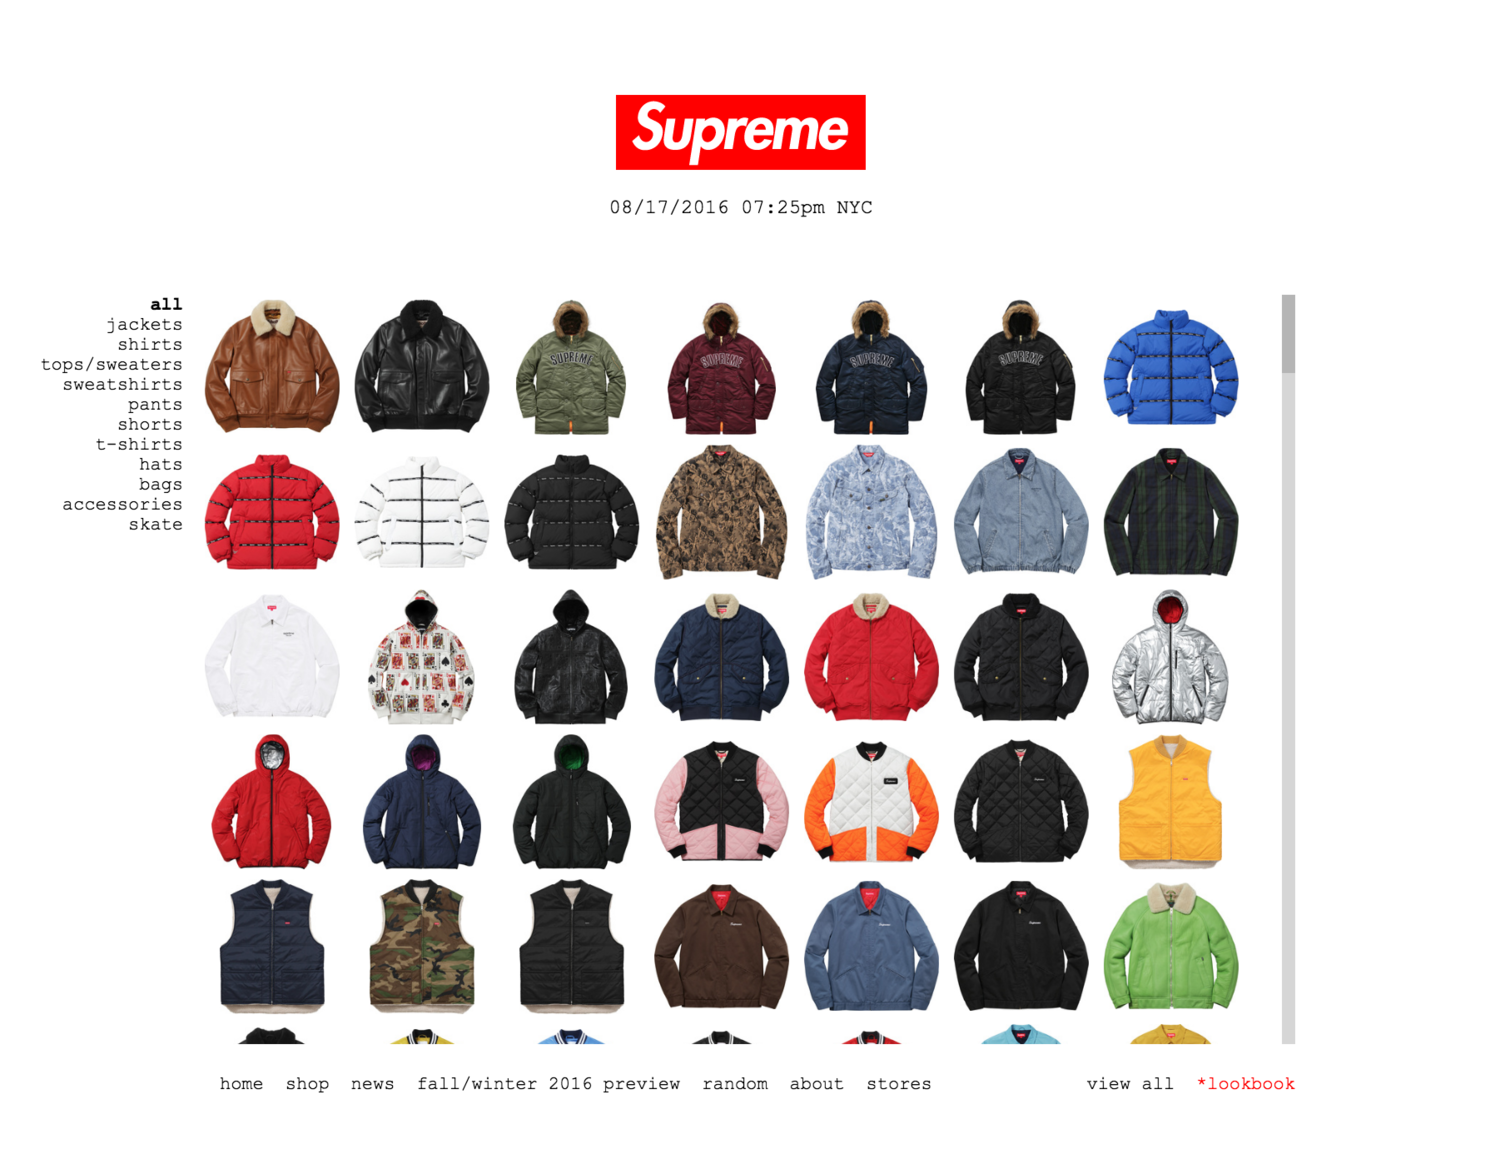 Supreme
08/17/2016 07:25pm NYC
all
jackets
shirts
tops/sweaters
sweatshirts
pants
shorts
t-shirts
hats
bags
accessories
skate
SUPREME SUPREME SUPREME SUPREME
home shop news fall/winter 2016 preview random about stores view all *lookbook